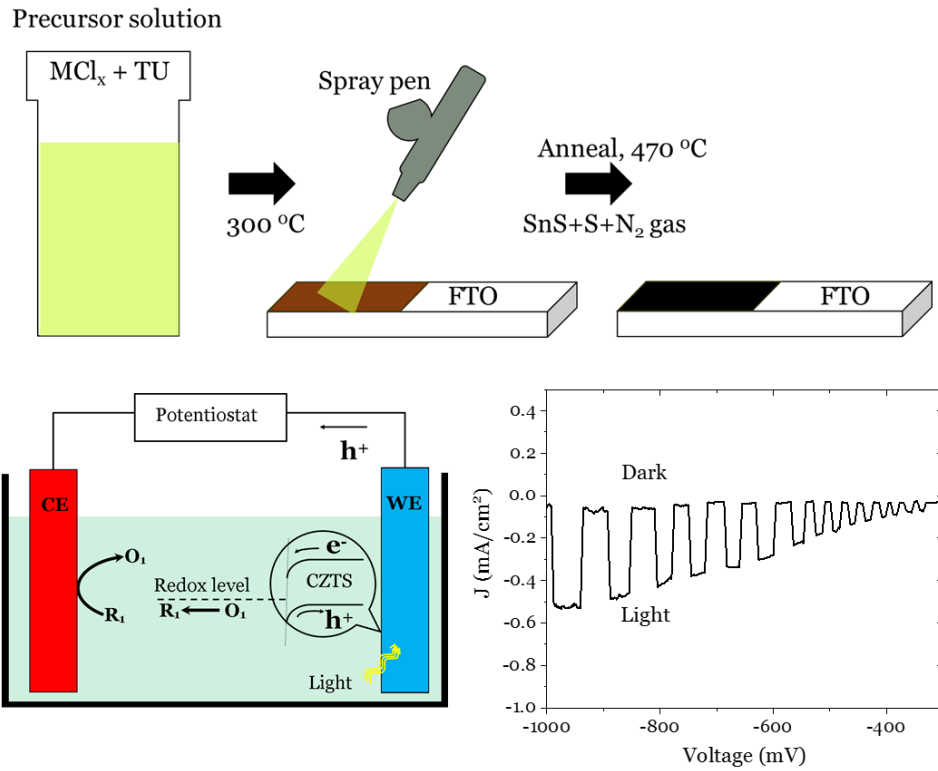 Precursor solution
MClₓ + TU
300 ⁰C
Spray pen
FTO
Anneal, 470 ⁰C
SnS+S+N₂ gas
FTO
Potentiostat
h⁺
CE
WE
O₁
R₁
Redox level
R₁ O₁
e⁻
CZTS
h⁺
Light
J (mA/cm²)
0.4
0.2
0.0
-0.2
-0.4
-0.6
-0.8
-1.0
Dark
Light
-1000 -800 -600 -400
Voltage (mV)